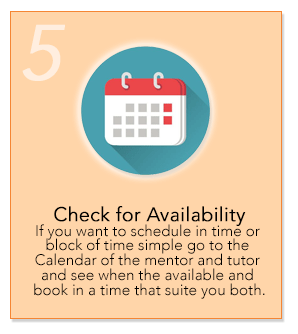 5
Check for Availability
If you want to schedule in time or
block of time simple go to the
Calendar of the mentor and tutor
and see when the available and
book in a time that suite you both.